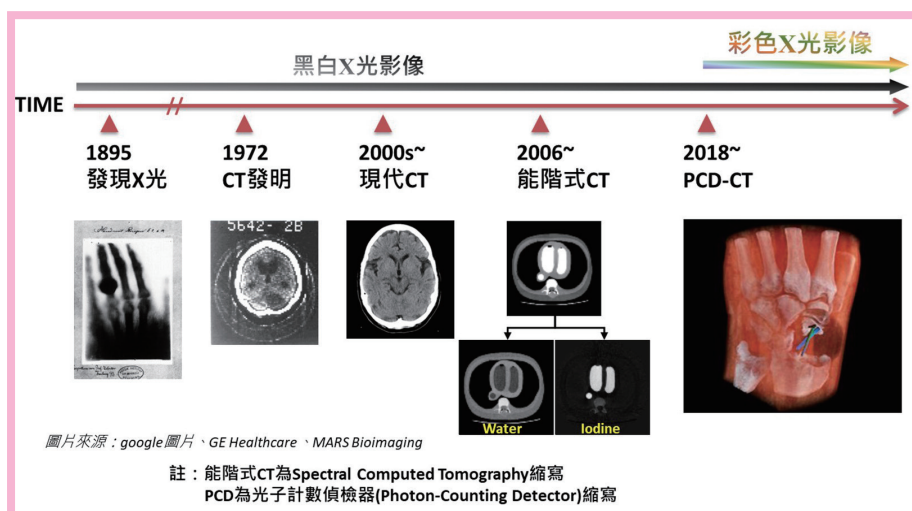 彩色X光影像
黑白X光影像
TIME
1895
發現X光
1972
CT發明
2000s~
現代CT
2006~
能階式CT
2018~
PCD-CT
5642- 2B
Water
Iodine
圖片來源：google圖片、GE Healthcare 、MARS Bioimaging
註：能階式CT為Spectral Computed Tomography縮寫
PCD為光子計數偵檢器(Photon-Counting Detector)縮寫